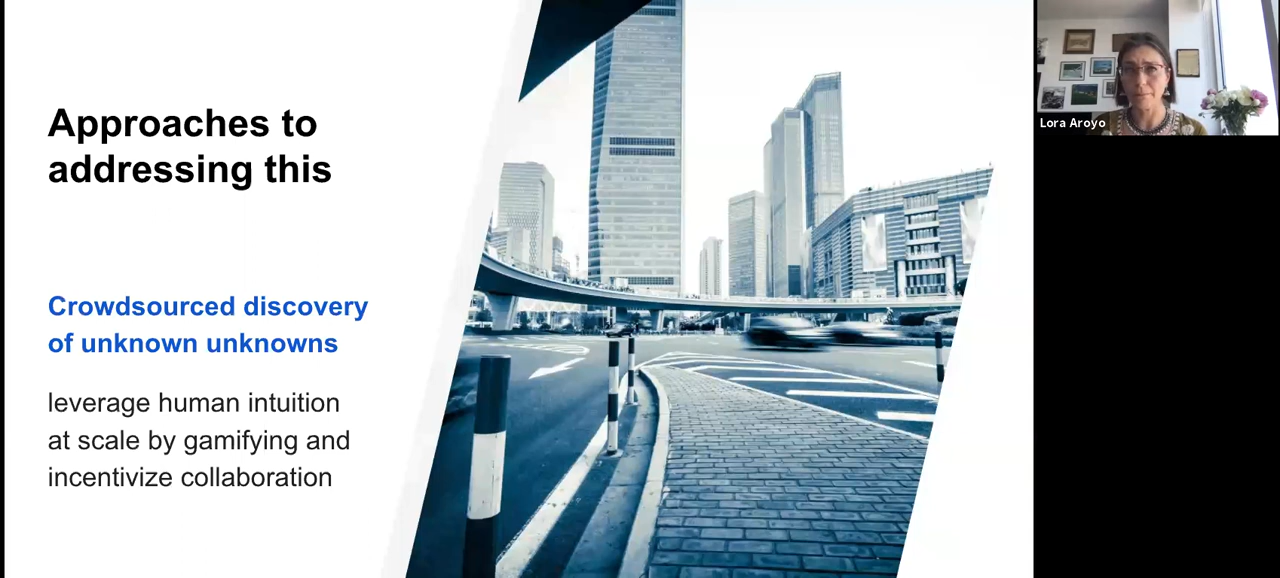 Approaches to
addressing this
Crowdsourced discovery
of unknown unknowns
leverage human intuition
at scale by gamifying and
incentivize collaboration
Lora Aroyo